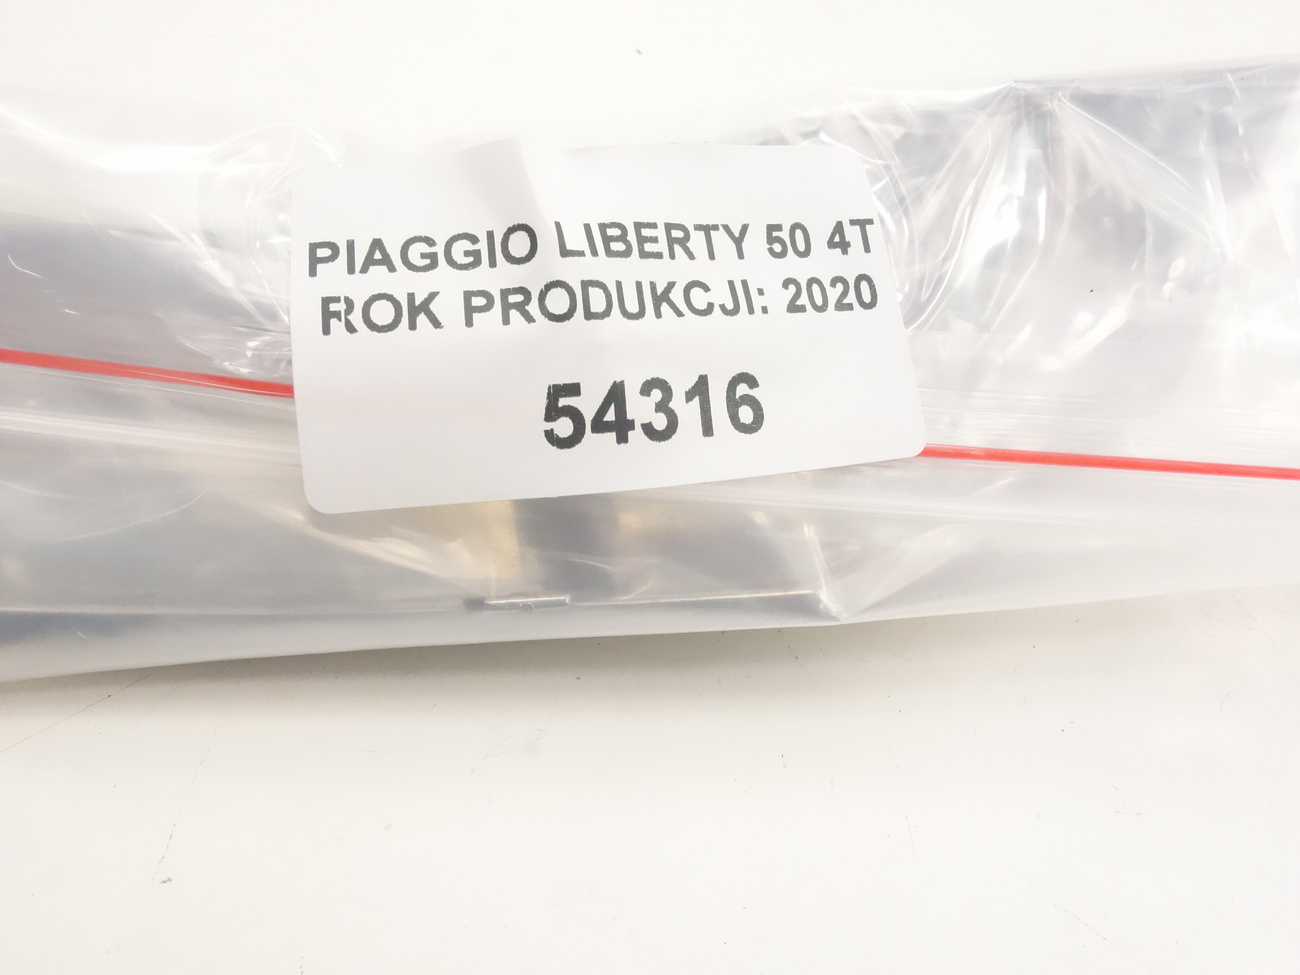 PIAGGIO LIBERTY 50 4T
ROK PRODUKCJI: 2020
54316